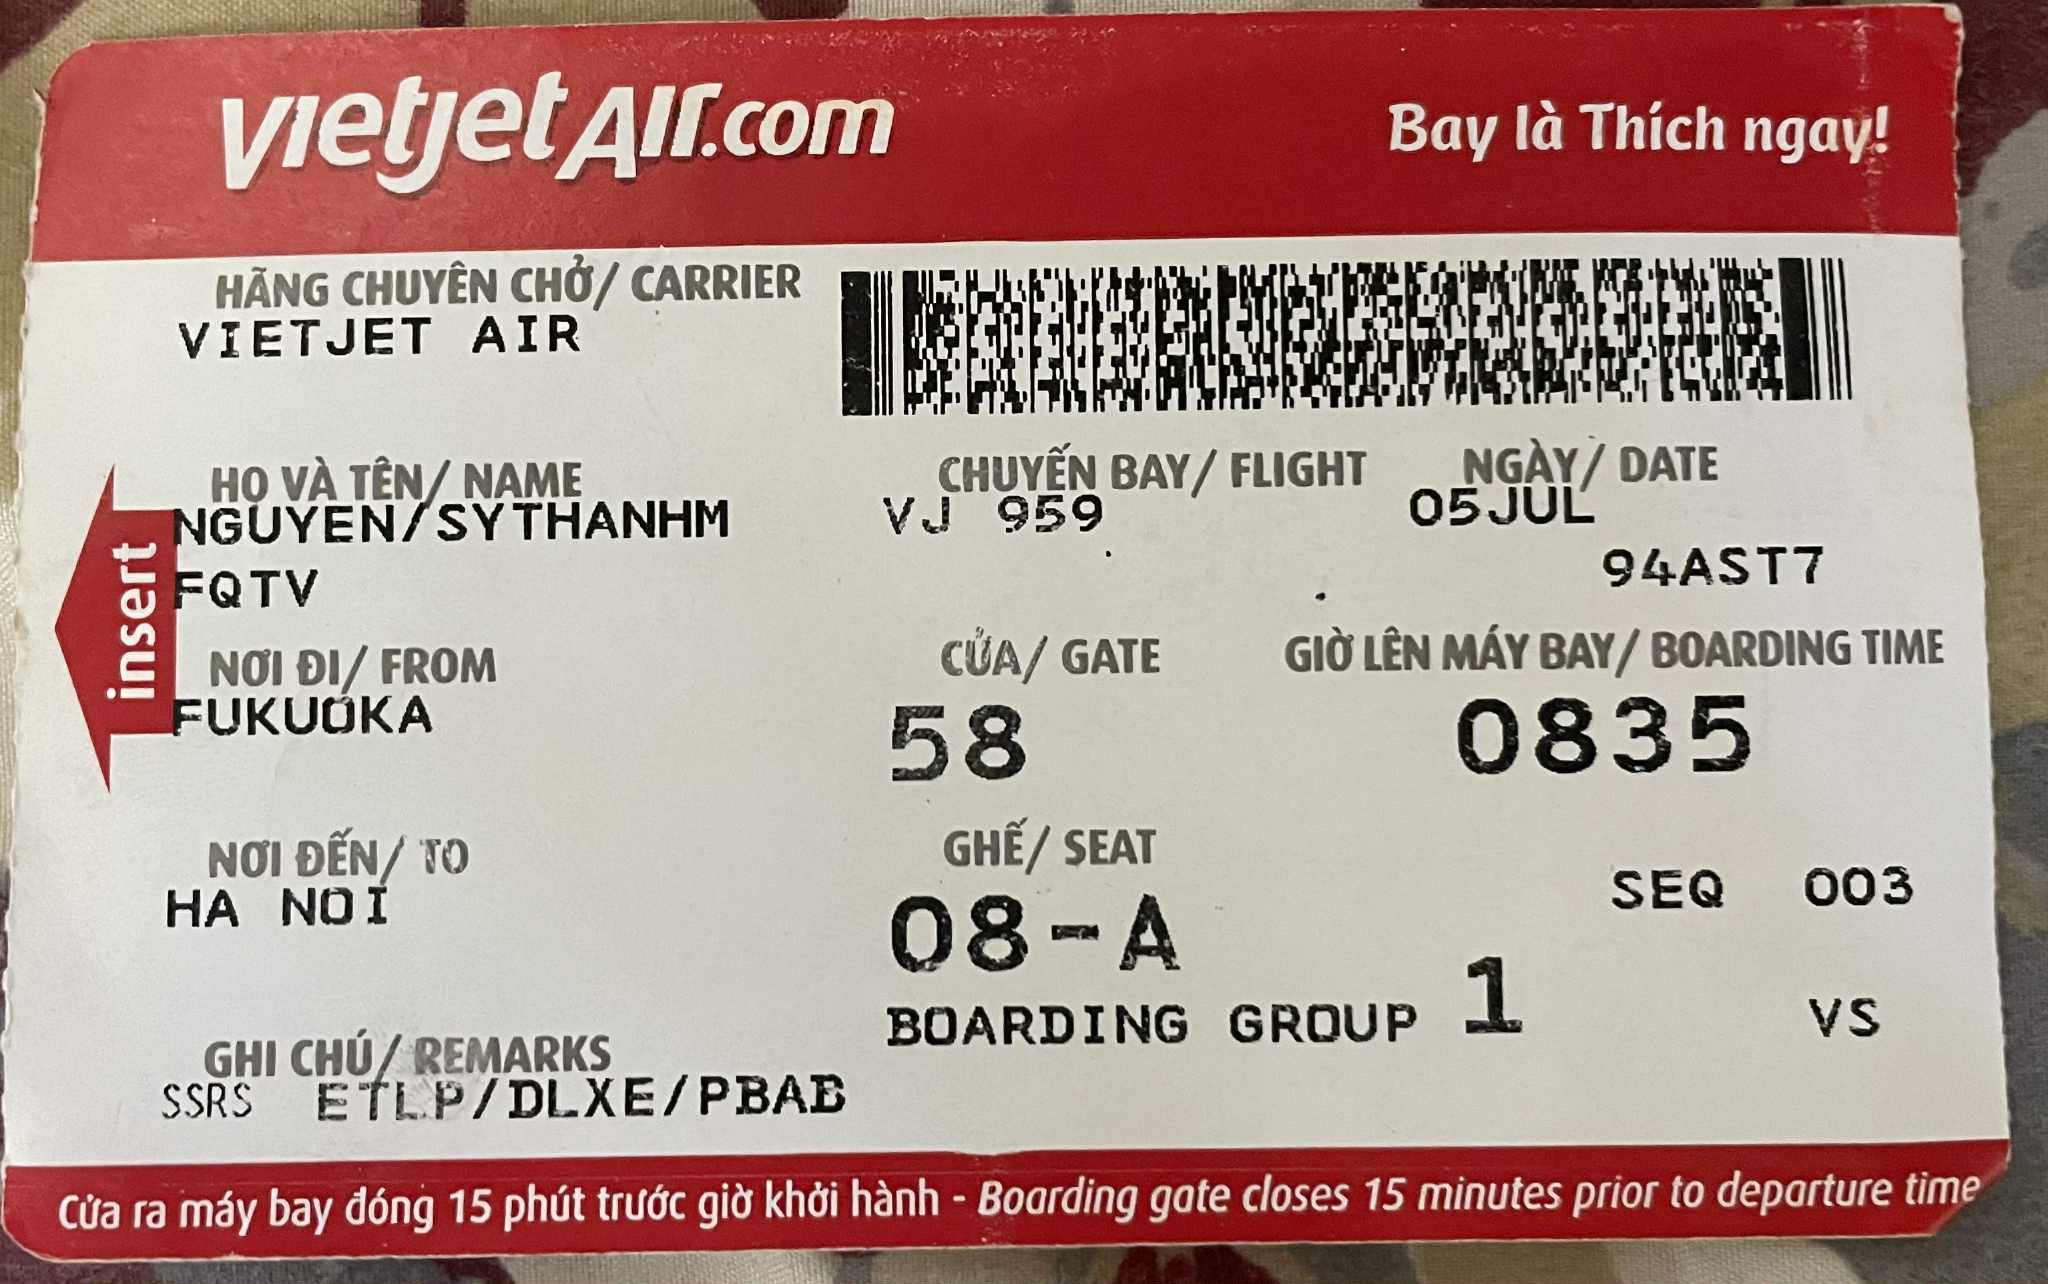 vietjetAir.com
Bay là Thích ngay!
HÃNG CHUYÊN CHỞ/ CARRIER
VIETJET AIR
HỌ VÀ TÊN/ NAME
NGUYEN/SYTHANHM
FQTV
CHUYẾN BAY/ FLIGHT
VJ 959
NGÀY/ DATE
05JUL
94AST7
insert
NƠI ĐI/ FROM
FUKUOKA
CỬA/ GATE
58
GIỜ LÊN MÁY BAY/ BOARDING TIME
0835
NƠI ĐẾN/ TO
HA NOI
GHẾ/ SEAT
08-A
SEQ 003
BOARDING GROUP 1
VS
GHI CHÚ/ REMARKS
SSRS ETLP/DLXE/PBAB
Cửa ra máy bay đóng 15 phút trước giờ khởi hành - Boarding gate closes 15 minutes prior to departure time